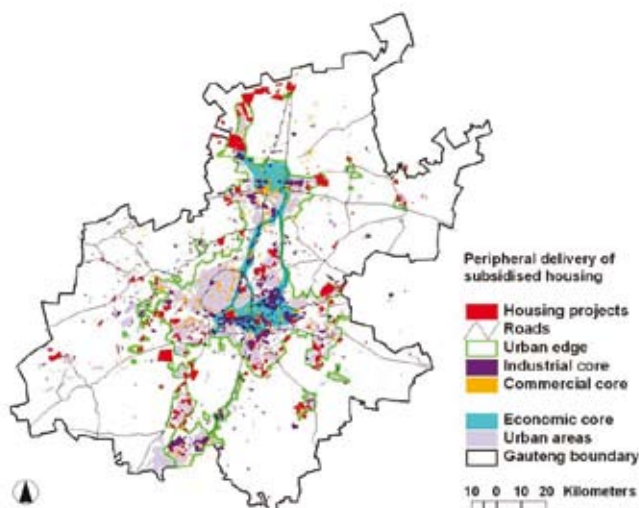 Peripheral delivery of
subsidised housing
Housing projects
Roads
Urban edge
Industrial core
Commercial core
Economic core
Urban areas
Gauteng boundary
10 0 10 20 Kilometers